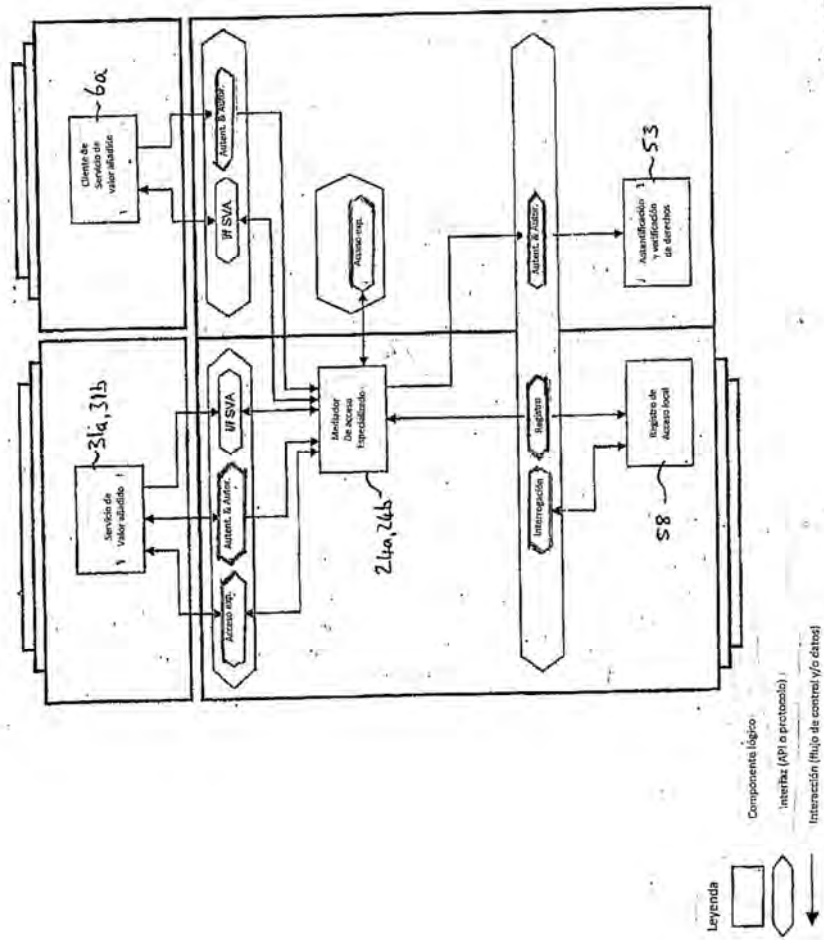 Servicio de
Valor añadido
31a, 31b
Cliente de
Servicio de
valor añadido
6a
Acceso exp.
Autent. & Autor.
I/f SVA
I/f SVA
Autent. & Autor.
Mediador
De acceso
Especializado
24a, 24b
Acceso exp.
Interrogación
Registro
Autent. & Autor.
Registro de
Acceso local
58
Autentificación
y verificación
de derechos
53
Leyenda
Componente lógico
Interfaz (API o protocolo)
Interacción (flujo de control y/o datos)